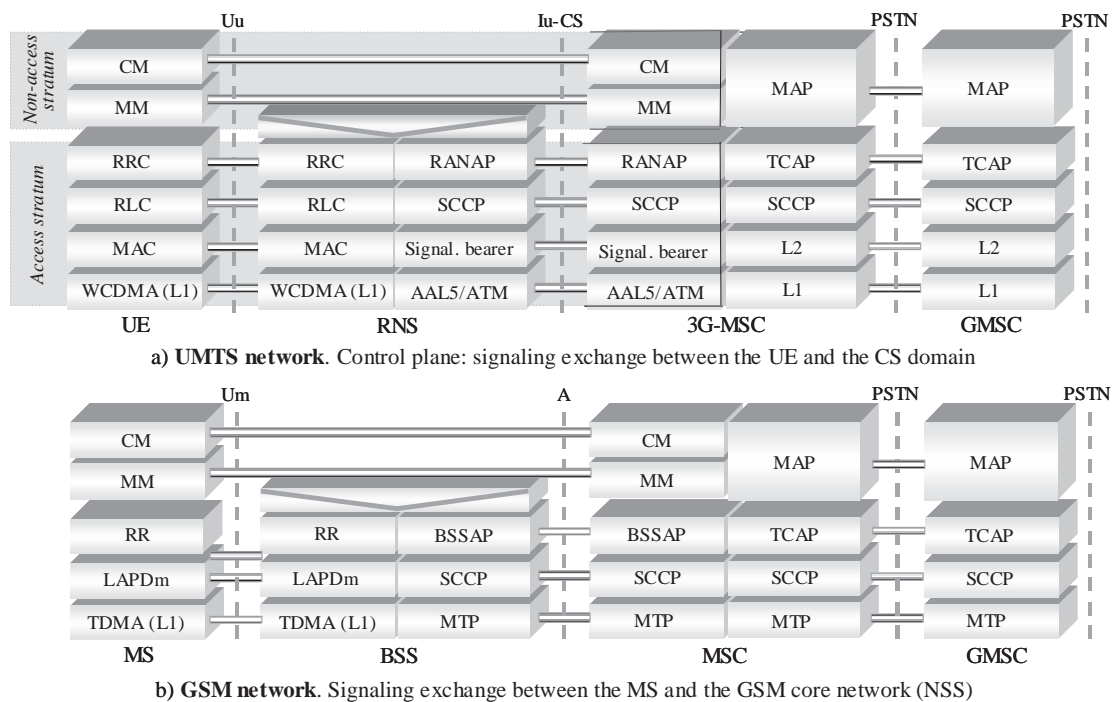 Uu Iu-CS PSTN PSTN
Non-access
stratum
CM CM
MAP MAP
MM MM
Access stratum
RRC RRC RANAP RANAP TCAP TCAP
RLC RLC SCCP SCCP SCCP SCCP
MAC MAC Signal. bearer Signal. bearer L2 L2
WCDMA (L1) WCDMA (L1) AAL5/ATM AAL5/ATM L1 L1
UE RNS 3G-MSC GMSC
a) UMTS network. Control plane: signaling exchange between the UE and the CS domain
Um A PSTN PSTN
CM CM
MAP MAP
MM MM
RR RR BSSAP BSSAP TCAP TCAP
LAPDm LAPDm SCCP SCCP SCCP SCCP
TDMA (L1) TDMA (L1) MTP MTP MTP MTP
MS BSS MSC GMSC
b) GSM network. Signaling exchange between the MS and the GSM core network (NSS)